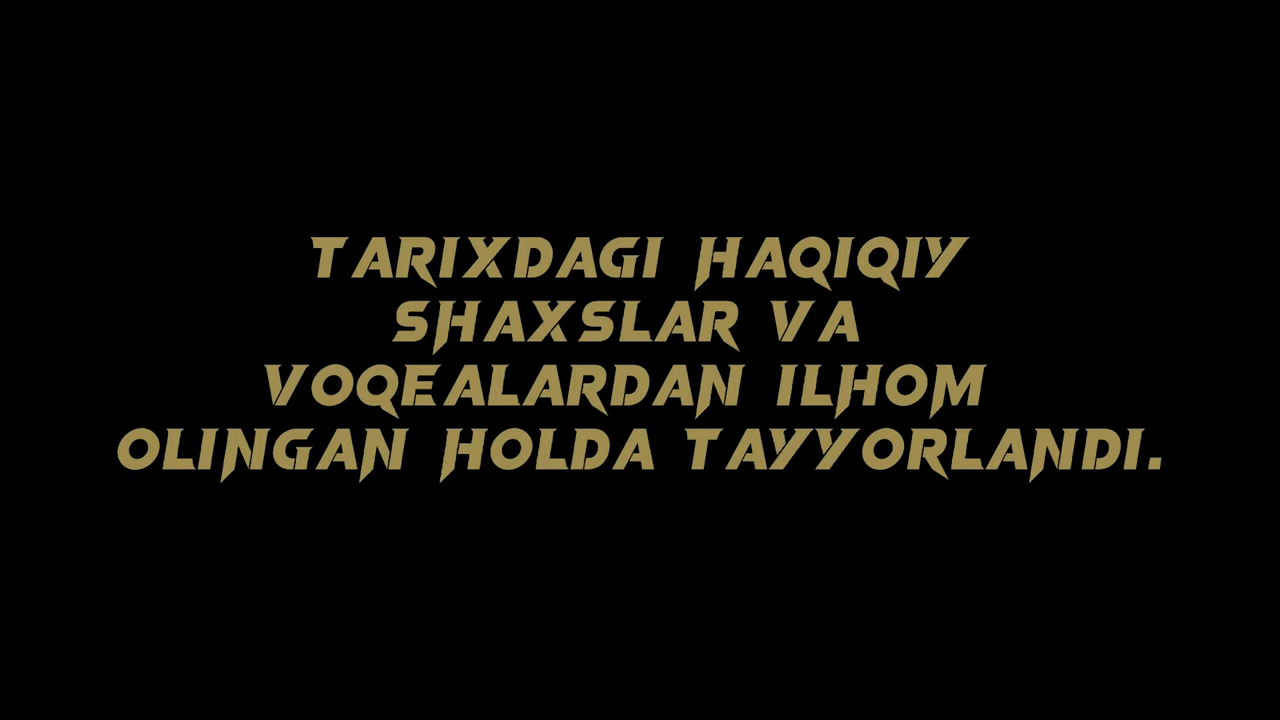 TARIXDAGI HAQIQIY
SHAXSLAR VA
VOQEALARDAN ILHOM
OLINGAN HOLDA TAYYORLANDI.